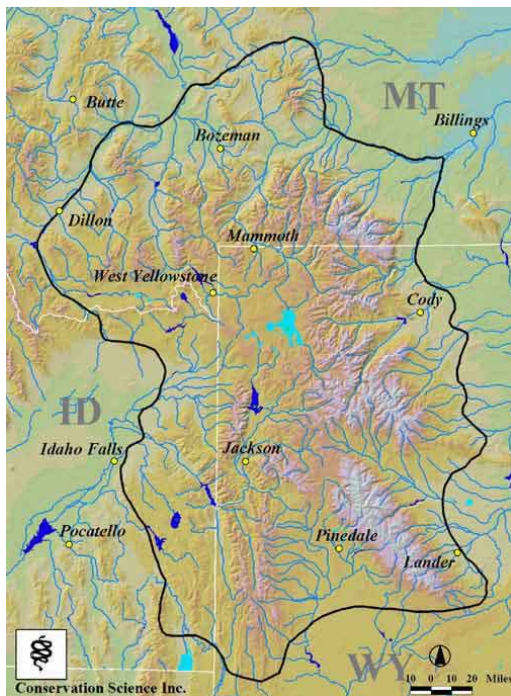 MT
Butte
Billings
Bozeman
Dillon
Mammoth
West Yellowstone
Cody
ID
Idaho Falls
Jackson
Pocatello
Pinedale
Lander
WY
Conservation Science Inc.
10 0 10 20 Miles